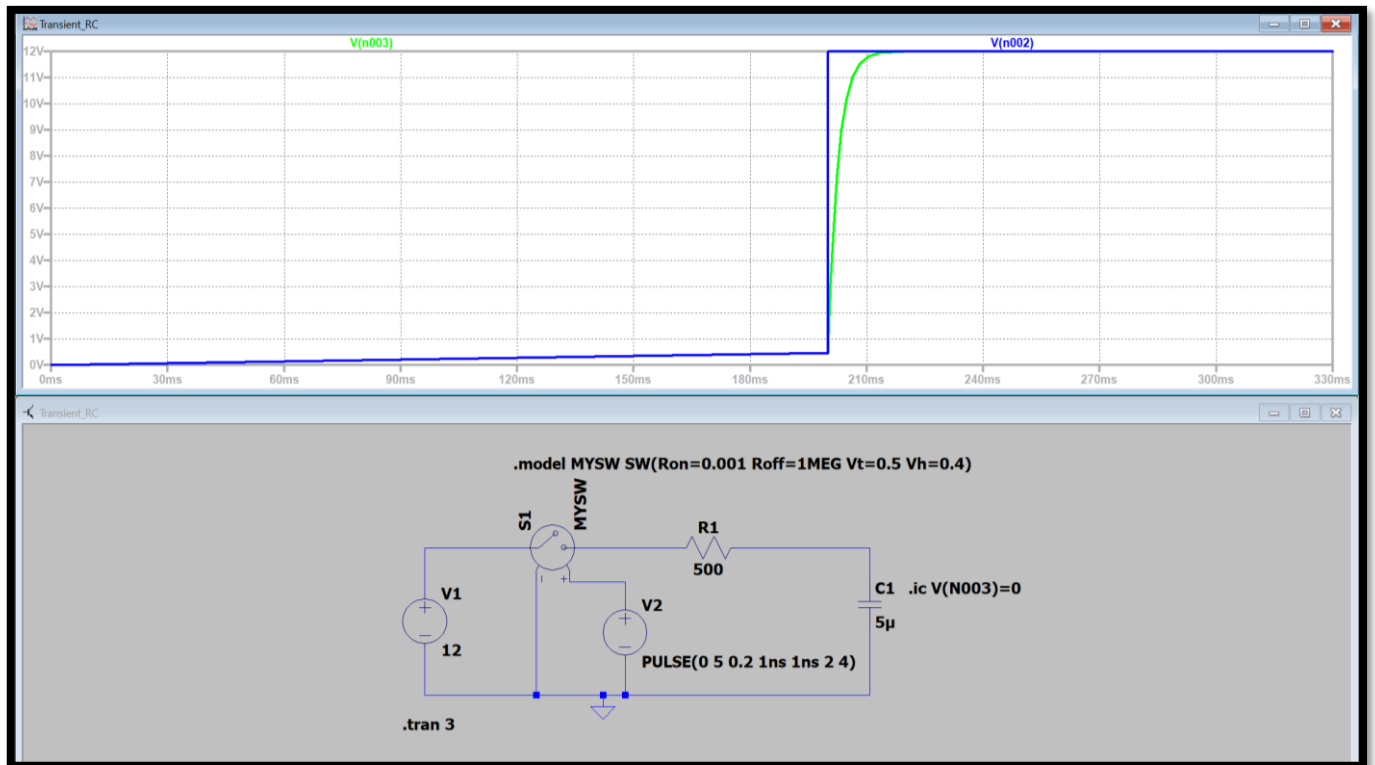 Transient_RC
V(n003) V(n002)
12V
11V
10V
9V
8V
7V
6V
5V
4V
3V
2V
1V
0V
0ms 30ms 60ms 90ms 120ms 150ms 180ms 210ms 240ms 270ms 300ms 330ms
Transient_RC
.model MYSW SW(Ron=0.001 Roff=1MEG Vt=0.5 Vh=0.4)
S1
MYSW
R1
500
V1
12
V2
PULSE(0 5 0.2 1ns 1ns 2 4)
C1 .ic V(N003)=0
5µ
.tran 3